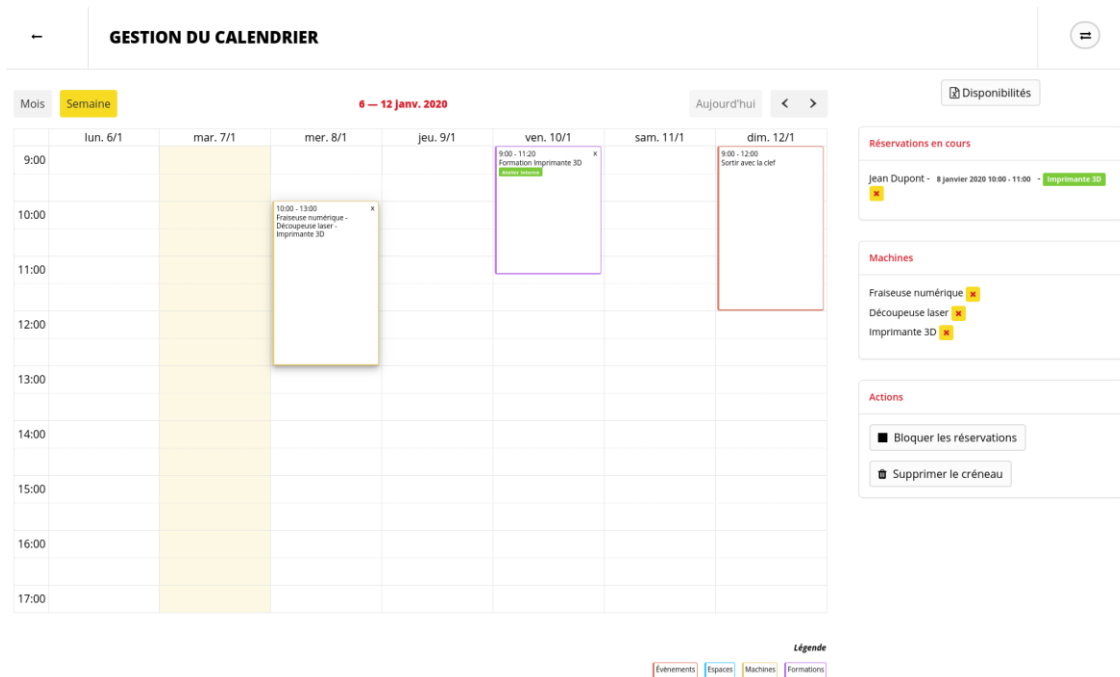 ← GESTION DU CALENDRIER
Mois Semaine 6 — 12 janv. 2020 Aujourd'hui
Disponibilités
lun. 6/1 mar. 7/1 mer. 8/1 jeu. 9/1 ven. 10/1 sam. 11/1 dim. 12/1
9:00
10:00
11:00
12:00
13:00
14:00
15:00
16:00
17:00
10:00 - 13:00 x
Fraiseuse numérique -
Découpeuse laser -
Imprimante 3D
9:00 - 11:20 x
Formation Imprimante 3D
Atelier Interne
9:00 - 12:00
Sortir avec la clef
Réservations en cours
Jean Dupont - 8 janvier 2020 10:00 - 11:00 - Imprimante 3D
Machines
Fraiseuse numérique
Découpeuse laser
Imprimante 3D
Actions
Bloquer les réservations
Supprimer le créneau
Légende
Évènements Espaces Machines Formations